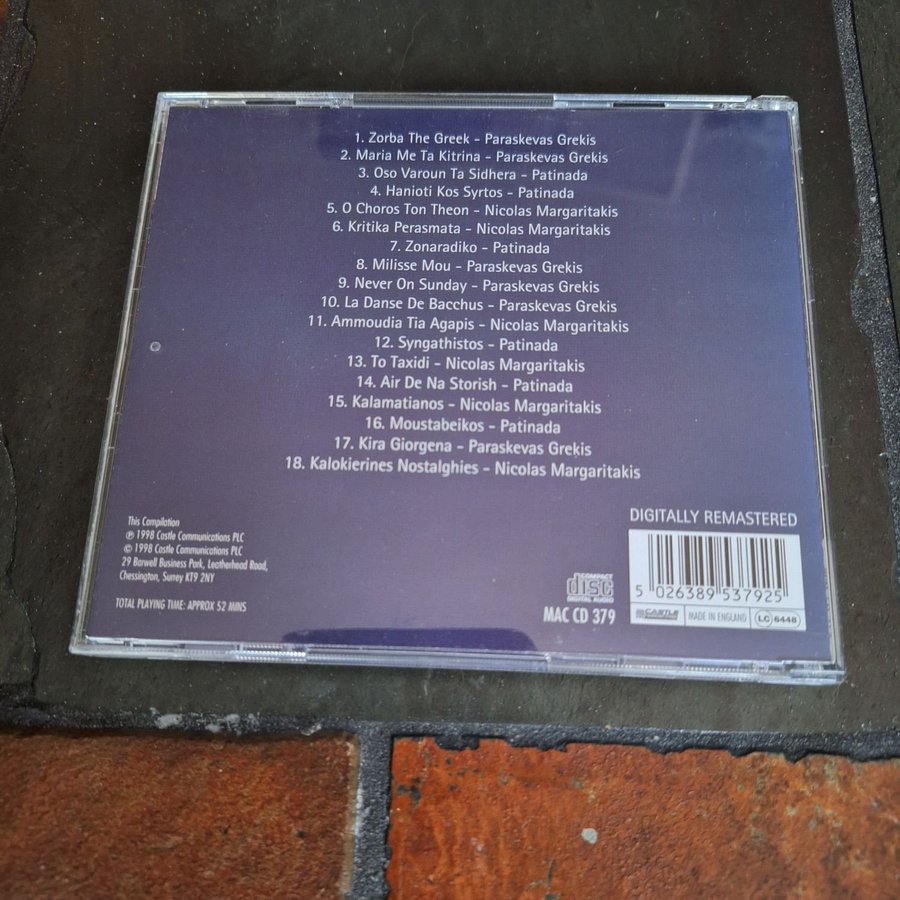 1. Zorba The Greek - Paraskevas Grekis
2. Maria Me Ta Kitrina - Paraskevas Grekis
3. Oso Varoun Ta Sidhera - Patinada
4. Hanioti Kos Syrtos - Patinada
5. O Choros Ton Theon - Nicolas Margaritakis
6. Kritika Perasmata - Nicolas Margaritakis
7. Zonaradiko - Patinada
8. Milisse Mou - Paraskevas Grekis
9. Never On Sunday - Paraskevas Grekis
10. La Danse De Bacchus - Paraskevas Grekis
11. Ammoudia Tia Agapis - Nicolas Margaritakis
12. Syngathistos - Patinada
13. To Taxidi - Nicolas Margaritakis
14. Air De Na Storish - Patinada
15. Kalamatianos - Nicolas Margaritakis
16. Moustabeikos - Patinada
17. Kira Giorgena - Paraskevas Grekis
18. Kalokierines Nostalghies - Nicolas Margaritakis
This Compilation
℗ 1998 Castle Communications PLC
© 1998 Castle Communications PLC
29 Barwell Business Park, Leatherhead Road,
Chessington, Surrey KT9 2NY
TOTAL PLAYING TIME: APPROX 52 MINS
COMPACT
disc
DIGITAL AUDIO
MAC CD 379
DIGITALLY REMASTERED
5 026389 537925
CASTLE
MADE IN ENGLAND
LC 6448